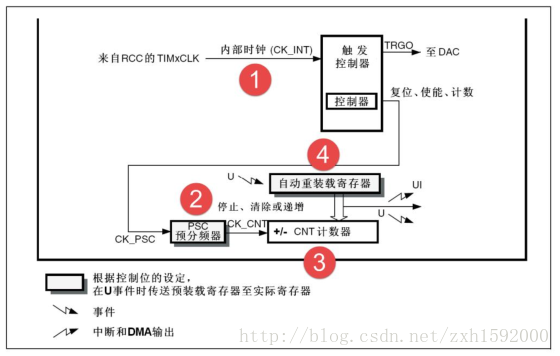 来自RCC的TIMxCLK
内部时钟 (CK_INT)
1
触发
控制器
TRGO
至DAC
控制器
复位、使能、计数
4
U
自动重装载寄存器
UI
2
停止、清除或递增
U
PSC
预分频器
CK_PSC
CK_CNT
+/- CNT 计数器
3
根据控制位的设定,
在U事件时传送预装载寄存器至实际寄存器
事件
中断和DMA输出
http://blog.csdn.net/zxh1592000